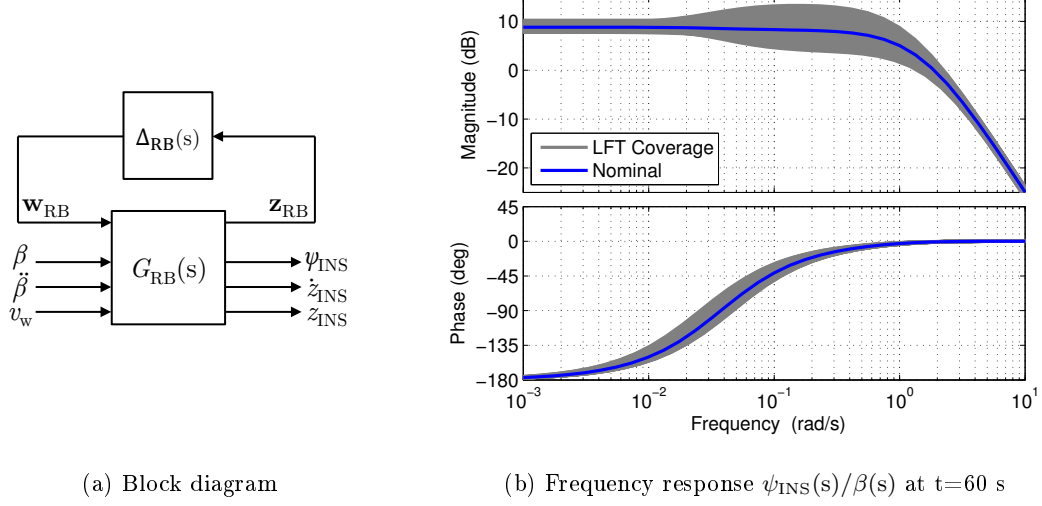 Δ_RB(s)
w_RB
z_RB
G_RB(s)
β
β̈
v_w
ψ_INS
ż_INS
z_INS
(a) Block diagram
Magnitude (dB)
10
0
−10
−20
LFT Coverage
Nominal
Phase (deg)
45
0
−45
−90
−135
−180
10^−3
10^−2
10^−1
10^0
10^1
Frequency (rad/s)
(b) Frequency response ψ_INS(s)/β(s) at t=60 s